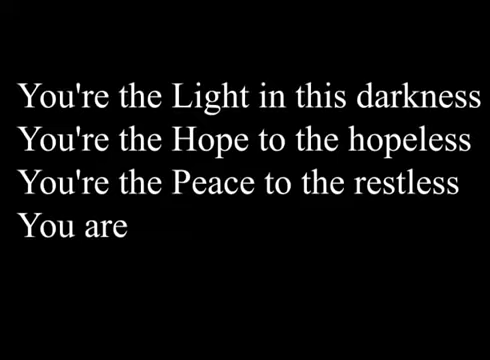 You're the Light in this darkness
You're the Hope to the hopeless
You're the Peace to the restless
You are